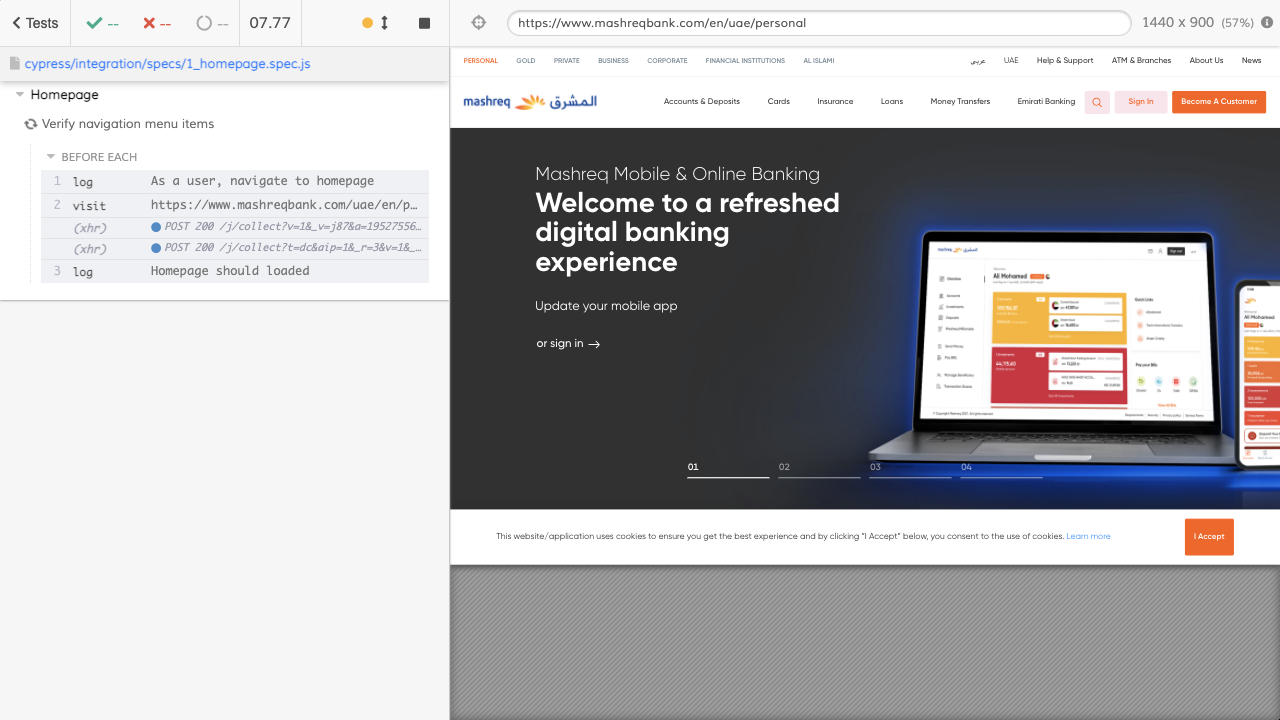 Tests
--
--
--
07.77
https://www.mashreqbank.com/en/uae/personal
1440 x 900 (57%)
cypress/integration/specs/1_homepage.spec.js
Homepage
Verify navigation menu items
BEFORE EACH
1 log As a user, navigate to homepage
2 visit https://www.mashreqbank.com/uae/en/p…
(xhr) POST 200 /j/collect?v=1&_v=j87&a=19527556…
(xhr) POST 200 /j/collect?t=dc&aip=1&_r=3&v=1&_…
3 log Homepage should loaded
PERSONAL GOLD PRIVATE BUSINESS CORPORATE FINANCIAL INSTITUTIONS AL ISLAMI
عربي UAE Help & Support ATM & Branches About Us News
mashreq المشرق
Accounts & Deposits Cards Insurance Loans Money Transfers Emirati Banking
Sign In
Become A Customer
Mashreq Mobile & Online Banking
Welcome to a refreshed
digital banking
experience
Update your mobile app
or sign in →
Ali Mohamed
Quick Links
Pay your Bills
01 02 03 04
This website/application uses cookies to ensure you get the best experience and by clicking "I Accept" below, you consent to the use of cookies. Learn more
I Accept